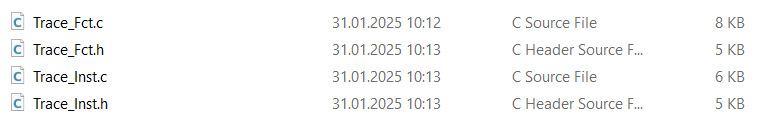 Trace_Fct.c 31.01.2025 10:12 C Source File 8 KB
Trace_Fct.h 31.01.2025 10:13 C Header Source F... 5 KB
Trace_Inst.c 31.01.2025 10:13 C Source File 6 KB
Trace_Inst.h 31.01.2025 10:13 C Header Source F... 5 KB